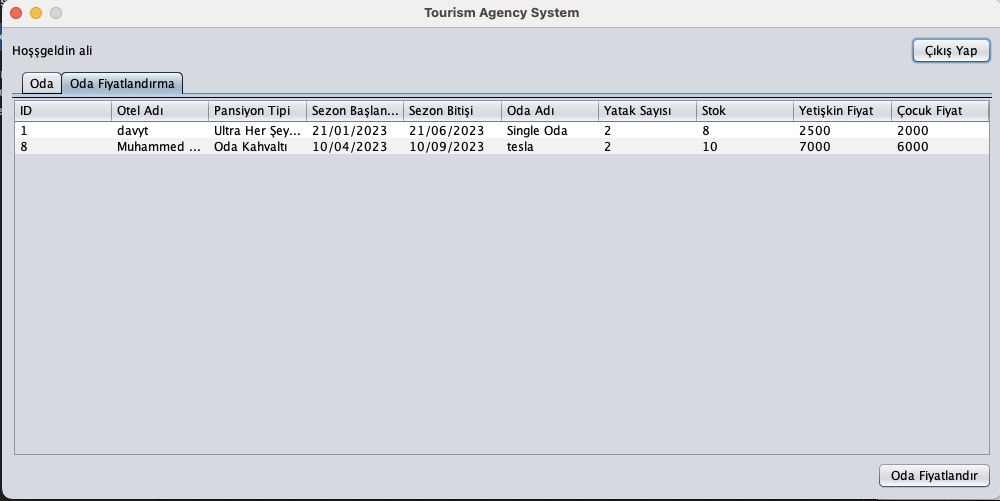 Tourism Agency System
Hoşşgeldin ali
Çıkış Yap
Oda Oda Fiyatlandırma
ID Otel Adı Pansiyon Tipi Sezon Başlan... Sezon Bitişi Oda Adı Yatak Sayısı Stok Yetişkin Fiyat Çocuk Fiyat
1 davyt Ultra Her Şey... 21/01/2023 21/06/2023 Single Oda 2 8 2500 2000
8 Muhammed ... Oda Kahvaltı 10/04/2023 10/09/2023 tesla 2 10 7000 6000
Oda Fiyatlandır